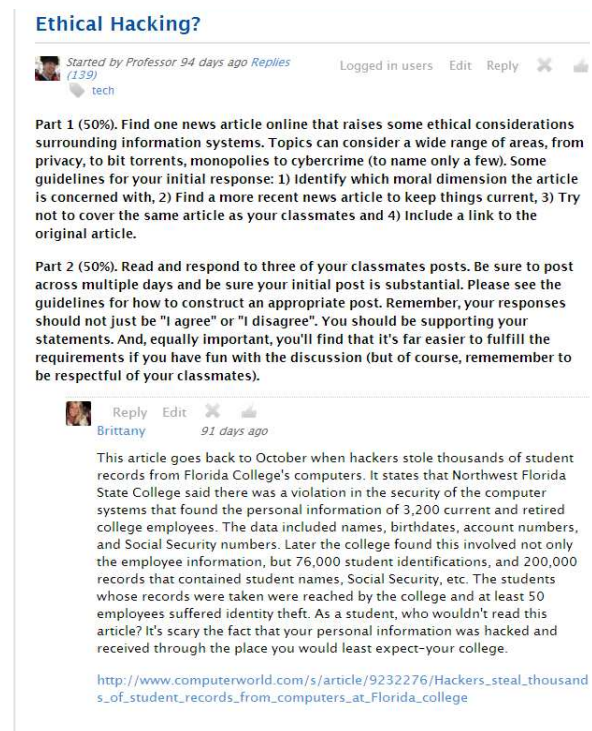 Ethical Hacking?
Started by Professor 94 days ago Replies
(139)
Logged in users Edit Reply
tech
Part 1 (50%). Find one news article online that raises some ethical considerations
surrounding information systems. Topics can consider a wide range of areas, from
privacy, to bit torrents, monopolies to cybercrime (to name only a few). Some
guidelines for your initial response: 1) Identify which moral dimension the article
is concerned with, 2) Find a more recent news article to keep things current, 3) Try
not to cover the same article as your classmates and 4) Include a link to the
original article.
Part 2 (50%). Read and respond to three of your classmates posts. Be sure to post
across multiple days and be sure your initial post is substantial. Please see the
guidelines for how to construct an appropriate post. Remember, your responses
should not just be "I agree" or "I disagree". You should be supporting your
statements. And, equally important, you'll find that it's far easier to fulfill the
requirements if you have fun with the discussion (but of course, rememember to
be respectful of your classmates).
Reply Edit
Brittany 91 days ago
This article goes back to October when hackers stole thousands of student
records from Florida College's computers. It states that Northwest Florida
State College said there was a violation in the security of the computer
systems that found the personal information of 3,200 current and retired
college employees. The data included names, birthdates, account numbers,
and Social Security numbers. Later the college found this involved not only
the employee information, but 76,000 student identifications, and 200,000
records that contained student names, Social Security, etc. The students
whose records were taken were reached by the college and at least 50
employees suffered identity theft. As a student, who wouldn't read this
article? It's scary the fact that your personal information was hacked and
received through the place you would least expect-your college.
http://www.computerworld.com/s/article/9232276/Hackers_steal_thousand
s_of_student_records_from_computers_at_Florida_college